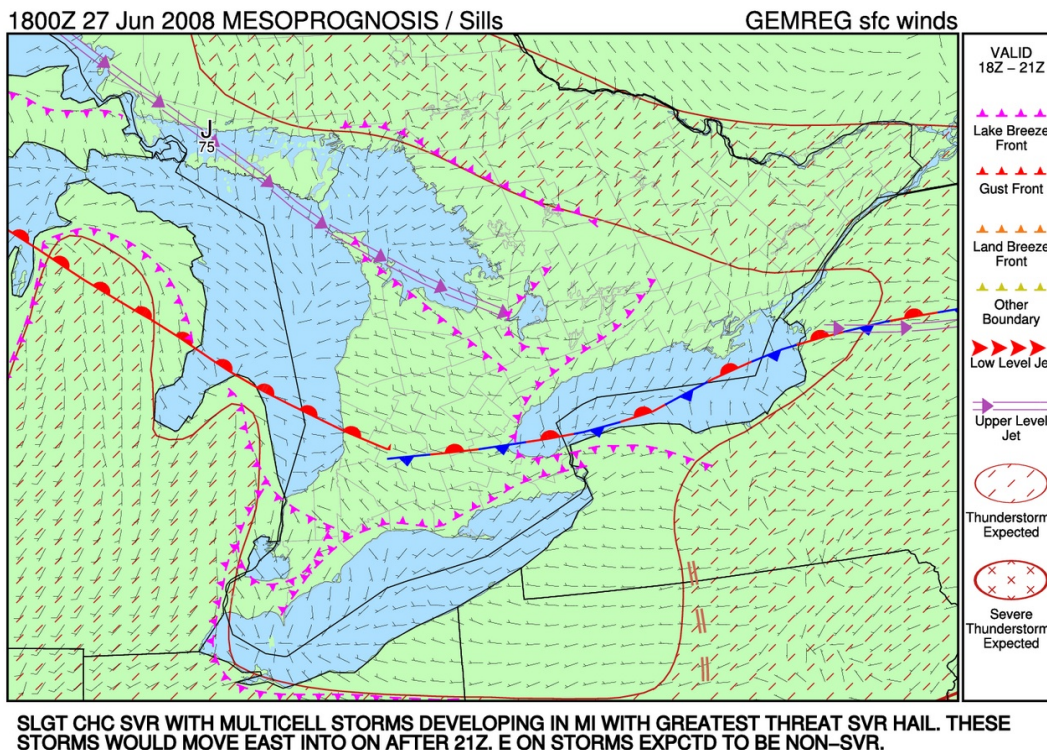 1800Z 27 Jun 2008 MESOPROGNOSIS / Sills
GEMREG sfc winds
VALID
18Z – 21Z
Lake Breeze
Front
Gust Front
Land Breeze
Front
Other
Boundary
Low Level Je
Upper Level
Jet
Thunderstorm
Expected
Severe
Thunderstorm
Expected
J
75
SLGT CHC SVR WITH MULTICELL STORMS DEVELOPING IN MI WITH GREATEST THREAT SVR HAIL. THESE
STORMS WOULD MOVE EAST INTO ON AFTER 21Z. E ON STORMS EXPCTD TO BE NON-SVR.